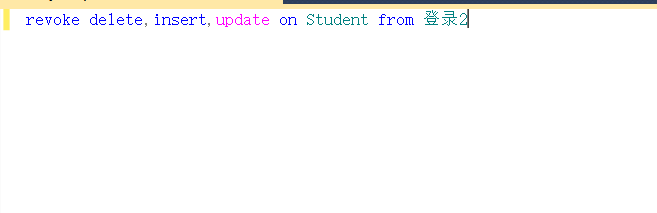 revoke delete,insert,update on Student from 登录2